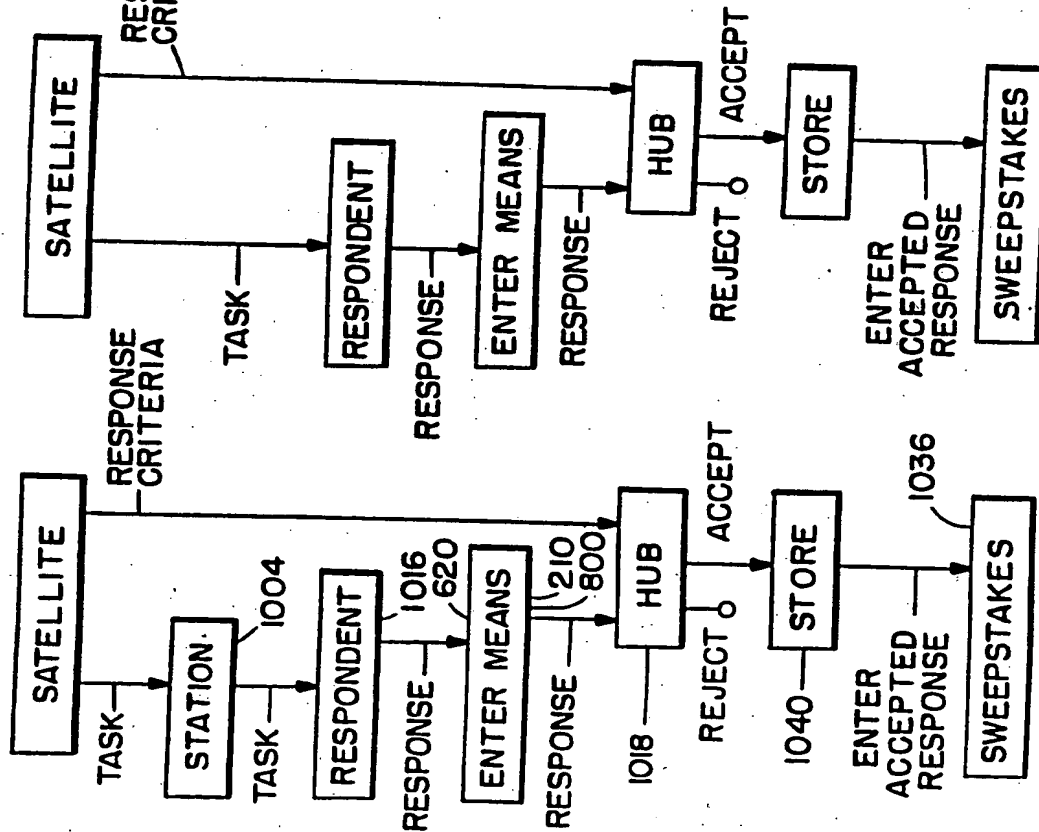 SATELLITE
RESPONSE
CRITERIA
TASK
STATION
1004
TASK
RESPONDENT
1016
620
RESPONSE
ENTER MEANS
210
800
RESPONSE
HUB
1018
REJECT
ACCEPT
STORE
1040
ENTER
ACCEPTED
RESPONSE
1036
SWEEPSTAKES
SATELLITE
RES
CRI
TASK
RESPONDENT
RESPONSE
ENTER MEANS
RESPONSE
HUB
REJECT
ACCEPT
STORE
ENTER
ACCEPTED
RESPONSE
SWEEPSTAKES